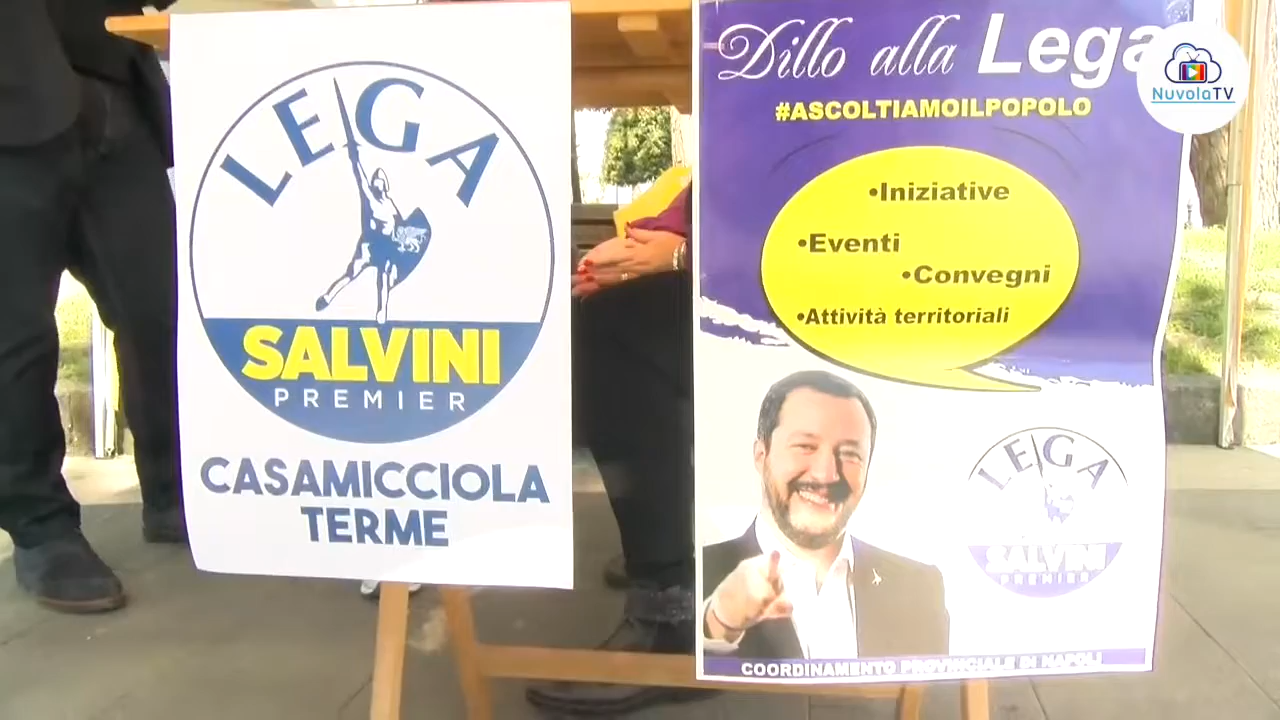 LEGA
SALVINI
PREMIER
CASAMICCIOLA
TERME
Dillo alla Lega
#ASCOLTIAMOILPOPOLO
•Iniziative
•Eventi
•Convegni
•Attività territoriali
LEGA
SALVINI
PREMIER
COORDINAMENTO PROVINCIALE DI NAPOLI
NuvolaTV